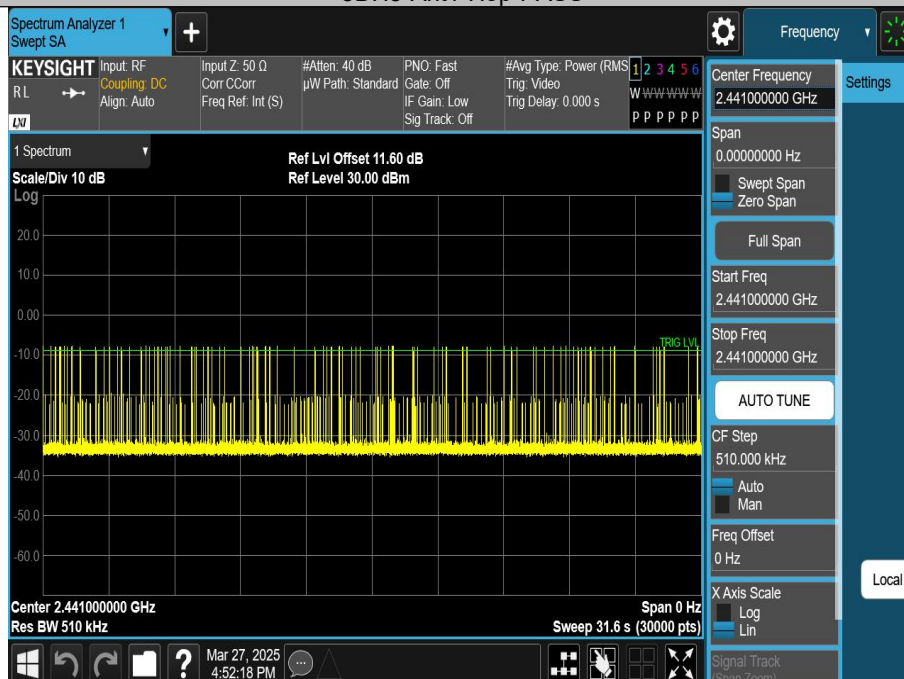 Spectrum Analyzer 1
Swept SA
+
Frequency
KEYSIGHT
R L
LXI
Input: RF
Coupling: DC
Align: Auto
Input Z: 50 Ω
Corr CCorr
Freq Ref: Int (S)
#Atten: 40 dB
µW Path: Standard
PNO: Fast
Gate: Off
IF Gain: Low
Sig Track: Off
#Avg Type: Power (RMS
Trig: Video
Trig Delay: 0.000 s
1 2 3 4 5 6
W W W W W W
P P P P P P
1 Spectrum
Scale/Div 10 dB
Ref Lvl Offset 11.60 dB
Ref Level 30.00 dBm
Log
20.0
10.0
0.00
-10.0
-20.0
-30.0
-40.0
-50.0
-60.0
TRIG LVL
Center 2.441000000 GHz
Res BW 510 kHz
Span 0 Hz
Sweep 31.6 s (30000 pts)
Mar 27, 2025
4:52:18 PM
?
Center Frequency
2.441000000 GHz
Span
0.00000000 Hz
Swept Span
Zero Span
Full Span
Start Freq
2.441000000 GHz
Stop Freq
2.441000000 GHz
AUTO TUNE
CF Step
510.000 kHz
Auto
Man
Freq Offset
0 Hz
X Axis Scale
Log
Lin
Signal Track
(Span Zoom)
Settings
Local